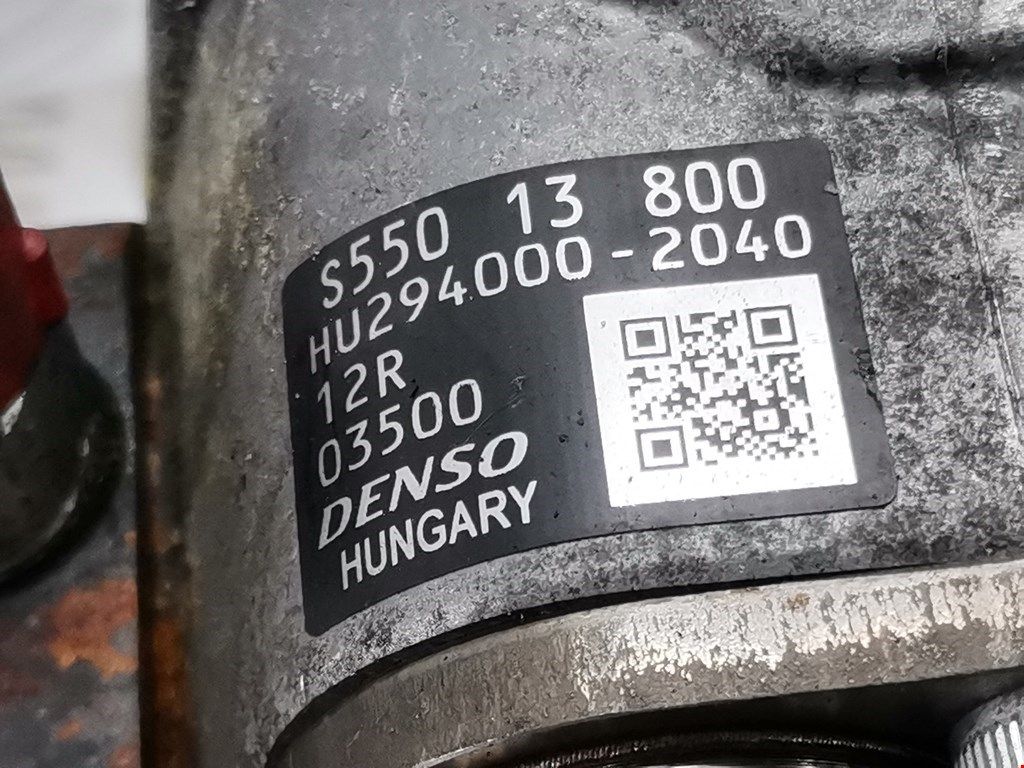 S550 13 800
HU294000-2040
12R
03500
DENSO
HUNGARY